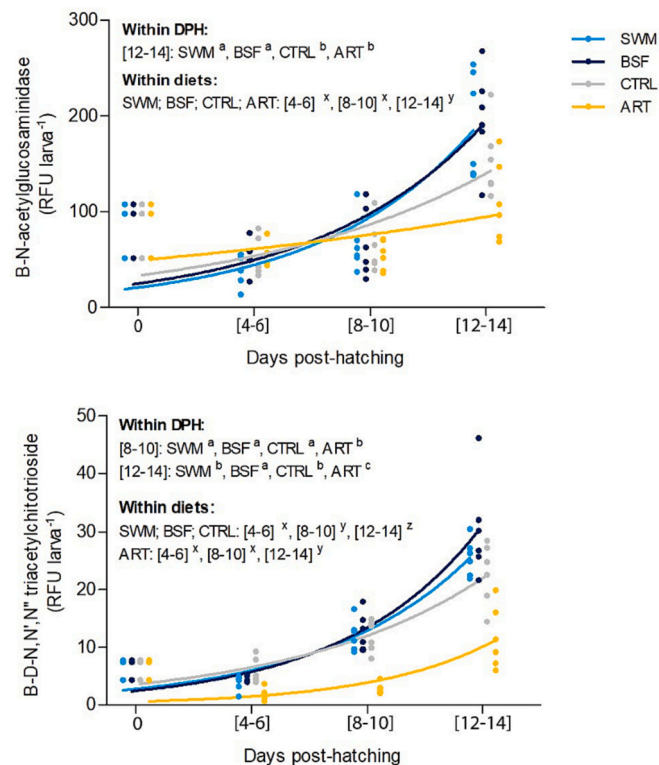 B-N-acetylglucosaminidase
(RFU larva⁻¹)
300
200
100
0
Within DPH:
[12-14]: SWM ᵃ, BSF ᵃ, CTRL ᵇ, ART ᵇ
Within diets:
SWM; BSF; CTRL; ART: [4-6] ˣ, [8-10] ˣ, [12-14] ʸ
SWM
BSF
CTRL
ART
0 [4-6] [8-10] [12-14]
Days post-hatching
B-D-N,N',N'' triacetylchitotrioside
(RFU larva⁻¹)
50
40
30
20
10
0
Within DPH:
[8-10]: SWM ᵃ, BSF ᵃ, CTRL ᵃ, ART ᵇ
[12-14]: SWM ᵇ, BSF ᵃ, CTRL ᵇ, ART ᶜ
Within diets:
SWM; BSF; CTRL: [4-6] ˣ, [8-10] ʸ, [12-14] ᶻ
ART: [4-6] ˣ, [8-10] ˣ, [12-14] ʸ
0 [4-6] [8-10] [12-14]
Days post-hatching